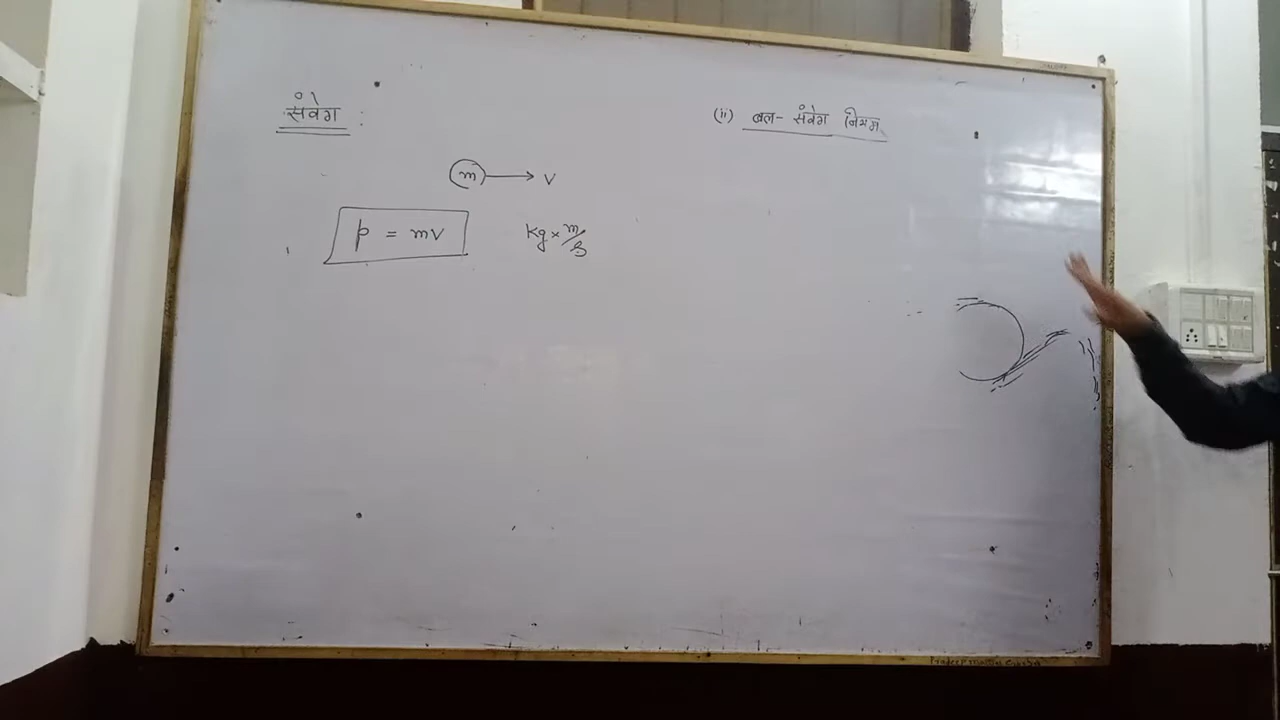 संवेग :
(ii) बल- संवेग नियम
m → v
p = mv
kg × m/s